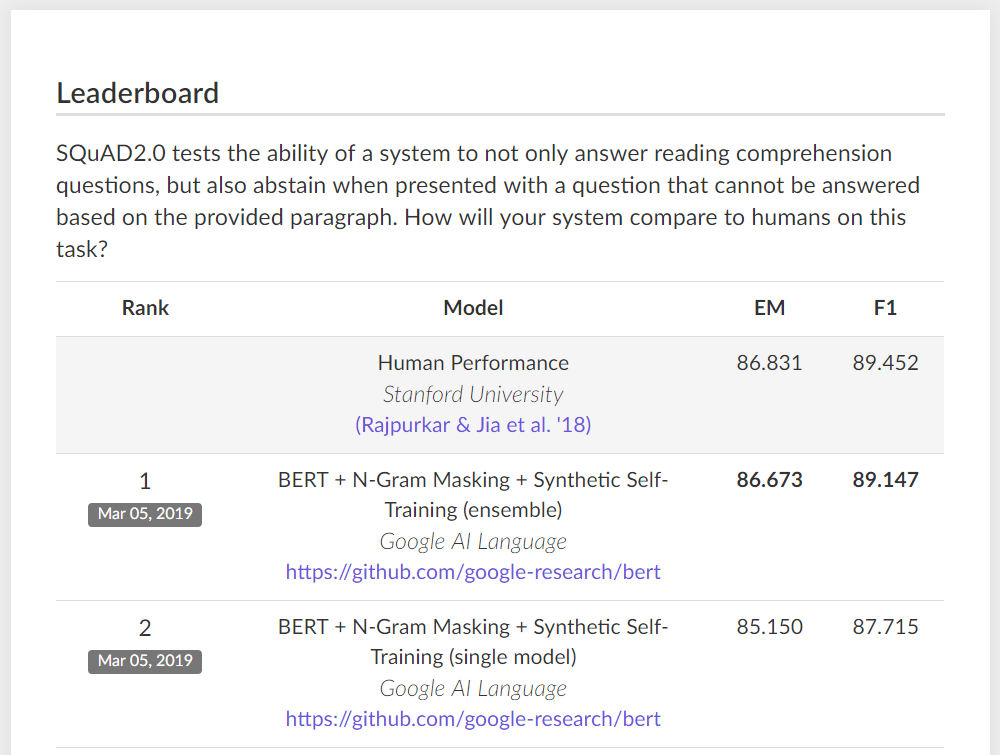 Leaderboard
SQuAD2.0 tests the ability of a system to not only answer reading comprehension
questions, but also abstain when presented with a question that cannot be answered
based on the provided paragraph. How will your system compare to humans on this
task?
Rank Model EM F1
Human Performance 86.831 89.452
Stanford University
(Rajpurkar & Jia et al. '18)
1 BERT + N-Gram Masking + Synthetic Self- 86.673 89.147
Mar 05, 2019 Training (ensemble)
Google AI Language
https://github.com/google-research/bert
2 BERT + N-Gram Masking + Synthetic Self- 85.150 87.715
Mar 05, 2019 Training (single model)
Google AI Language
https://github.com/google-research/bert